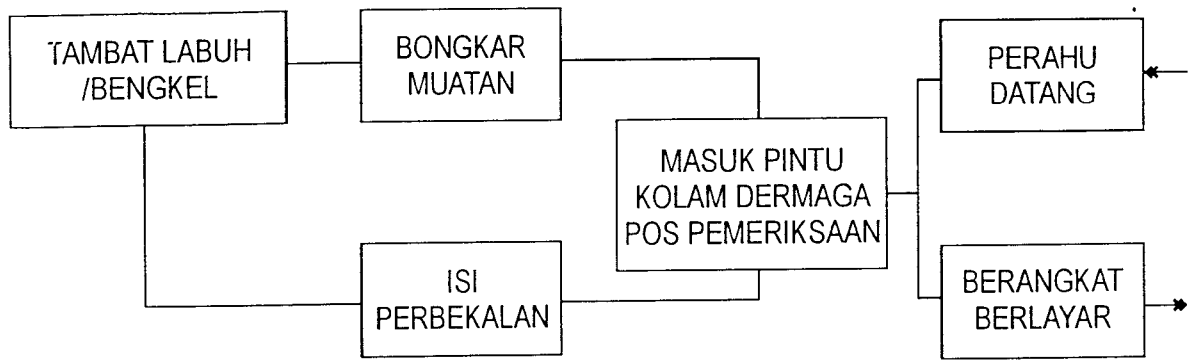 TAMBAT LABUH
/BENGKEL
BONGKAR
MUATAN
PERAHU
DATANG
MASUK PINTU
KOLAM DERMAGA
POS PEMERIKSAAN
ISI
PERBEKALAN
BERANGKAT
BERLAYAR